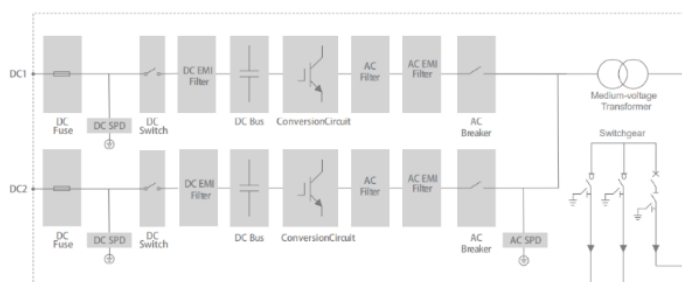 DC1
DC
Fuse
DC SPD
DC
Switch
DC EMI
Filter
DC Bus
ConversionCircuit
AC
Filter
AC EMI
Filter
AC
Breaker
Medium-voltage
Transformer
Switchgear
DC2
DC
Fuse
DC SPD
DC
Switch
DC EMI
Filter
DC Bus
ConversionCircuit
AC
Filter
AC EMI
Filter
AC
Breaker
AC SPD